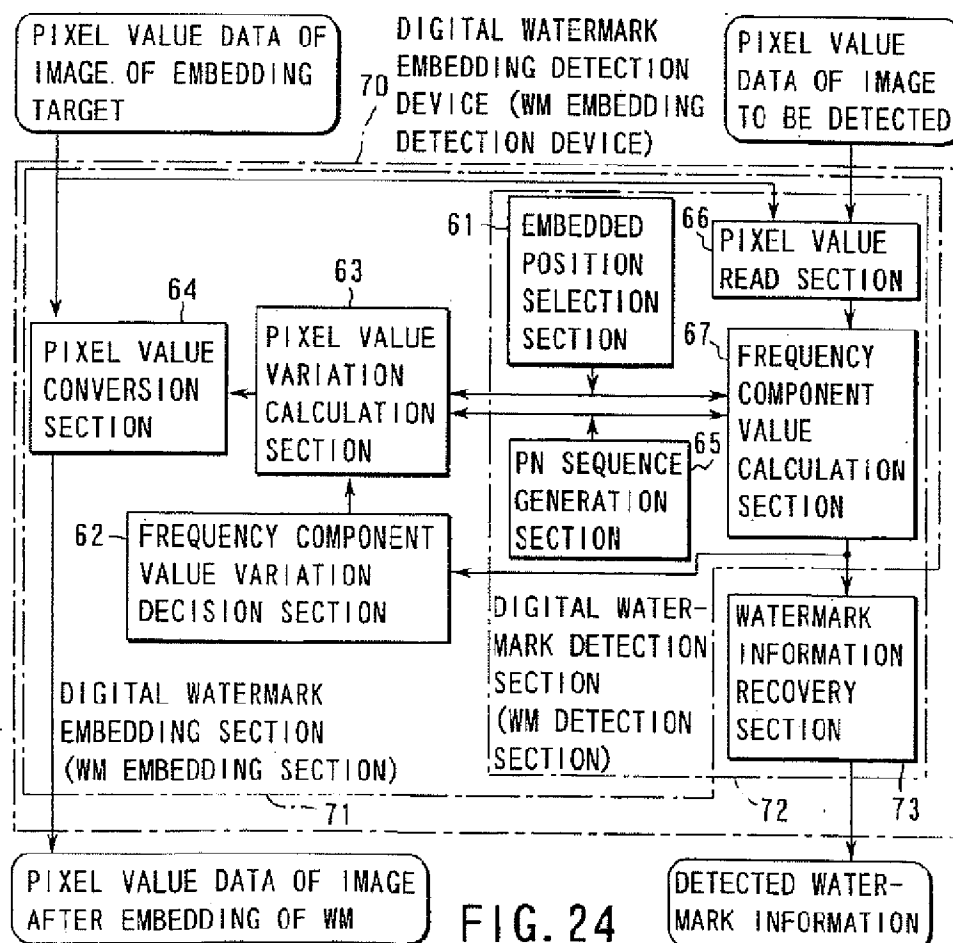 PIXEL VALUE DATA OF
IMAGE OF EMBEDDING
TARGET
DIGITAL WATERMARK
EMBEDDING DETECTION
DEVICE (WM EMBEDDING
DETECTION DEVICE)
70
PIXEL VALUE
DATA OF IMAGE
TO BE DETECTED
61
EMBEDDED
POSITION
SELECTION
SECTION
66
PIXEL VALUE
READ SECTION
64
PIXEL VALUE
CONVERSION
SECTION
63
PIXEL VALUE
VARIATION
CALCULATION
SECTION
67
FREQUENCY
COMPONENT
VALUE
CALCULATION
SECTION
65
PN SEQUENCE
GENERATION
SECTION
62
FREQUENCY COMPONENT
VALUE VARIATION
DECISION SECTION
DIGITAL WATER-
MARK DETECTION
SECTION
(WM DETECTION
SECTION)
WATERMARK
INFORMATION
RECOVERY
SECTION
DIGITAL WATERMARK
EMBEDDING SECTION
(WM EMBEDDING SECTION)
71
72
73
PIXEL VALUE DATA OF IMAGE
AFTER EMBEDDING OF WM
FIG. 24
DETECTED WATER-
MARK INFORMATION